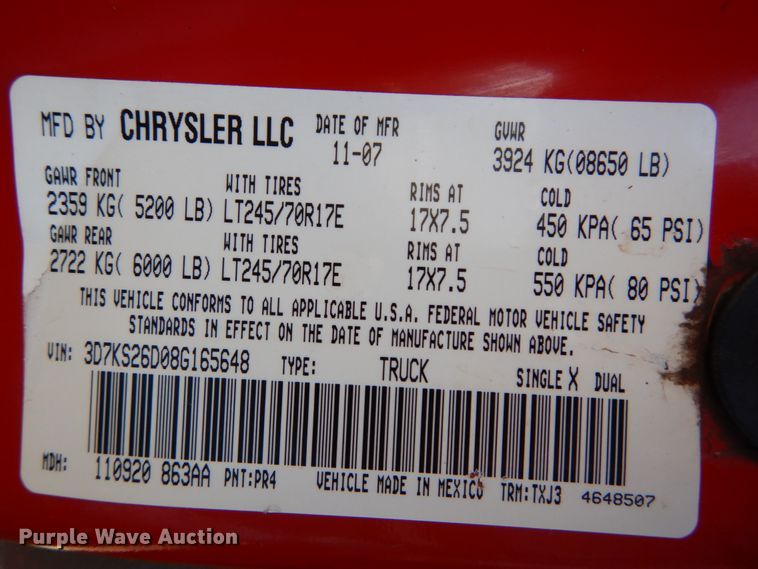 MFD BY CHRYSLER LLC DATE OF MFR GVWR
11-07 3924 KG(08650 LB)
GAWR FRONT WITH TIRES RIMS AT COLD
2359 KG( 5200 LB) LT245/70R17E 17X7.5 450 KPA( 65 PSI)
GAWR REAR WITH TIRES RIMS AT COLD
2722 KG( 6000 LB) LT245/70R17E 17X7.5 550 KPA( 80 PSI)
THIS VEHICLE CONFORMS TO ALL APPLICABLE U.S.A. FEDERAL MOTOR VEHICLE SAFETY
STANDARDS IN EFFECT ON THE DATE OF MANUFACTURE SHOWN ABOVE.
VIN: 3D7KS26D08G165648 TYPE: TRUCK SINGLE X DUAL
MDH: 110920 863AA PNT:PR4 VEHICLE MADE IN MEXICO TRM:TXJ3 4648507
Purple Wave Auction